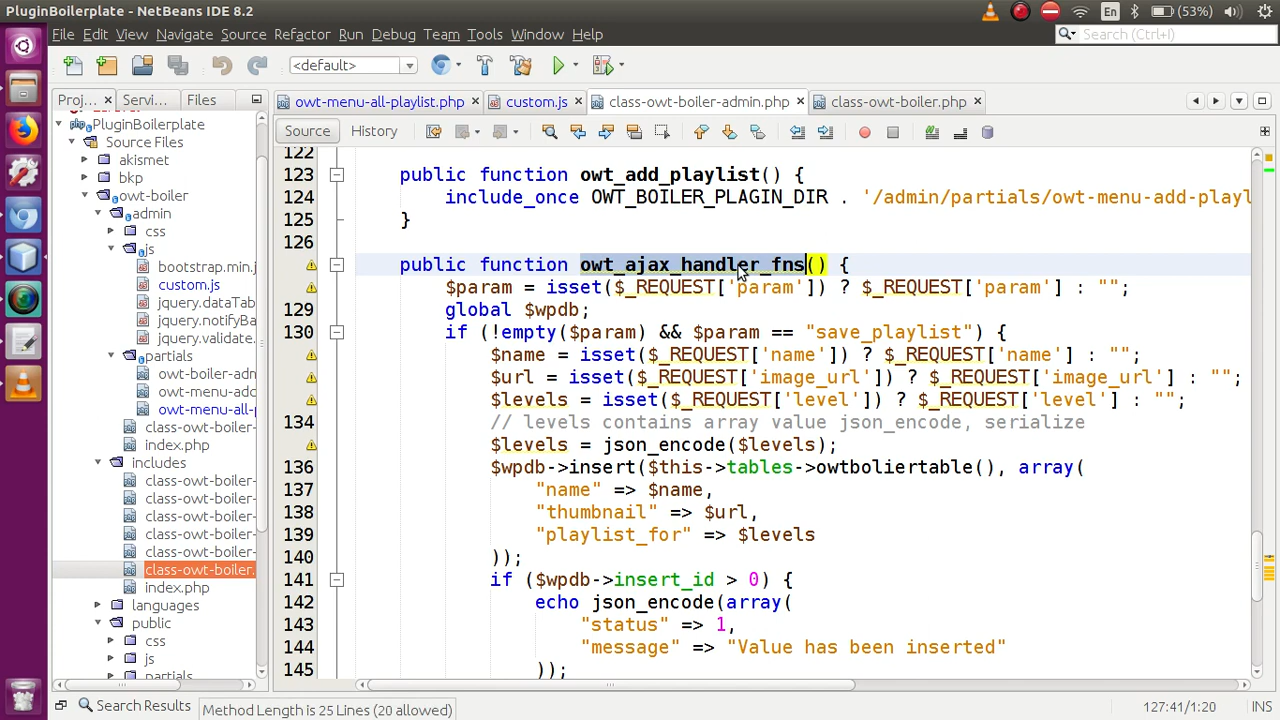 PluginBoilerplate - NetBeans IDE 8.2
En
(53%)
File Edit View Navigate Source Refactor Run Debug Team Tools Window Help
Search (Ctrl+I)
<default>
Proj... Servi... Files
owt-menu-all-playlist.php custom.js class-owt-boiler-admin.php class-owt-boiler.php
Source History
PluginBoilerplate
Source Files
akismet
bkp
owt-boiler
admin
css
js
bootstrap.min.j
custom.js
jquery.dataTab
jquery.notifyBa
jquery.validate.
partials
owt-boiler-adn
owt-menu-add
owt-menu-all-p
class-owt-boiler-
index.php
includes
class-owt-boiler-
class-owt-boiler-
class-owt-boiler-
class-owt-boiler-
class-owt-boiler-
class-owt-boiler.
index.php
languages
public
css
js
partials
122
123 public function owt_add_playlist() {
124 include_once OWT_BOILER_PLAGIN_DIR . '/admin/partials/owt-menu-add-playl
125 }
126
public function owt_ajax_handler_fns() {
$param = isset($_REQUEST['param']) ? $_REQUEST['param'] : "";
129 global $wpdb;
130 if (!empty($param) && $param == "save_playlist") {
$name = isset($_REQUEST['name']) ? $_REQUEST['name'] : "";
$url = isset($_REQUEST['image_url']) ? $_REQUEST['image_url'] : "";
$levels = isset($_REQUEST['level']) ? $_REQUEST['level'] : "";
134 // levels contains array value json_encode, serialize
$levels = json_encode($levels);
136 $wpdb->insert($this->tables->owtboliertable(), array(
137 "name" => $name,
138 "thumbnail" => $url,
139 "playlist_for" => $levels
140 ));
141 if ($wpdb->insert_id > 0) {
142 echo json_encode(array(
143 "status" => 1,
144 "message" => "Value has been inserted"
145 ));
Search Results
Method Length is 25 Lines (20 allowed)
127:41/1:20
INS